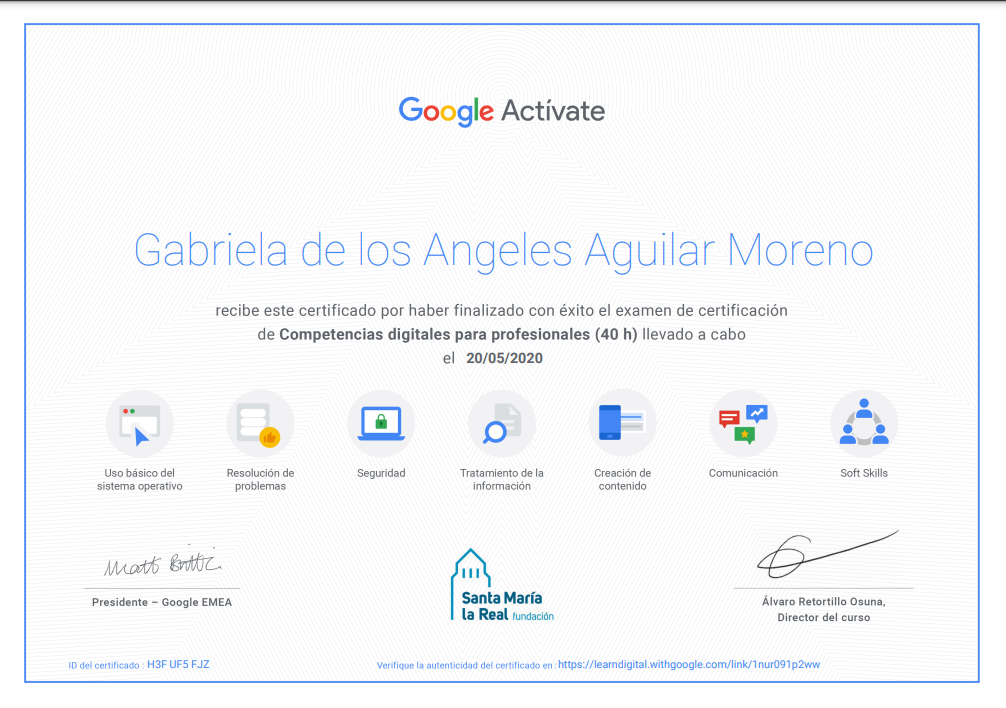 Google Actívate
Gabriela de los Angeles Aguilar Moreno
recibe este certificado por haber finalizado con éxito el examen de certificación
de Competencias digitales para profesionales (40 h) llevado a cabo
el 20/05/2020
Uso básico del
sistema operativo
Resolución de
problemas
Seguridad
Tratamiento de la
información
Creación de
contenido
Comunicación
Soft Skills
Matt Brittin
Presidente – Google EMEA
Santa María
la Real fundación
Álvaro Retortillo Osuna,
Director del curso
ID del certificado : H3F UF5 FJZ
Verifique la autenticidad del certificado en: https://learndigital.withgoogle.com/link/1nur091p2ww